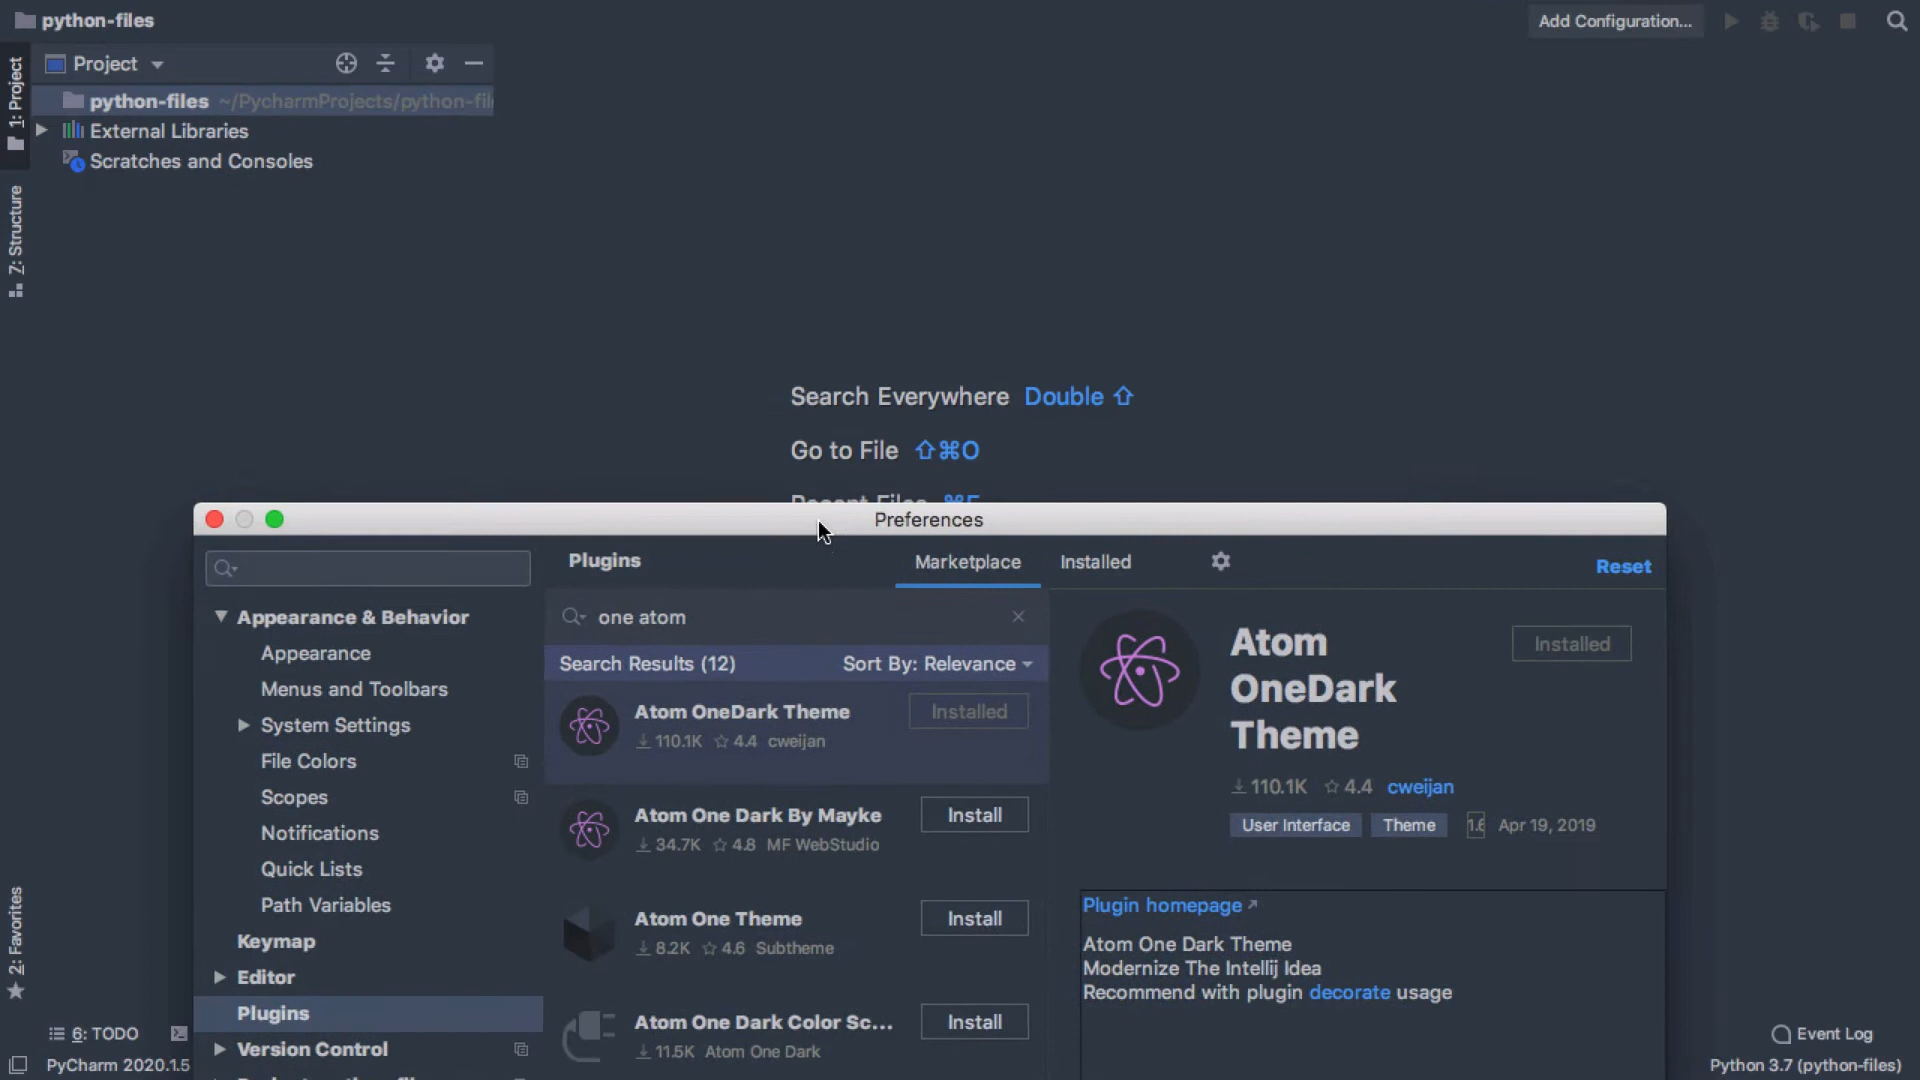 python-files
Add Configuration...
1: Project
Project
python-files ~/PycharmProjects/python-fil
External Libraries
Scratches and Consoles
7: Structure
Search Everywhere Double ⇧
Go to File ⇧⌘O
Recent Files ⌘E
Preferences
Plugins
Marketplace
Installed
Reset
Appearance & Behavior
Appearance
Menus and Toolbars
System Settings
File Colors
Scopes
Notifications
Quick Lists
Path Variables
Keymap
Editor
Plugins
Version Control
one atom
Search Results (12)
Sort By: Relevance
Atom OneDark Theme
Installed
110.1K 4.4 cweijan
Atom One Dark By Mayke
Install
34.7K 4.8 MF WebStudio
Atom One Theme
Install
8.2K 4.6 Subtheme
Atom One Dark Color Sc...
Install
11.5K Atom One Dark
Atom
OneDark
Theme
Installed
110.1K 4.4 cweijan
User Interface
Theme
1.6
Apr 19, 2019
Plugin homepage
Atom One Dark Theme
Modernize The Intellij Idea
Recommend with plugin decorate usage
2: Favorites
6: TODO
Event Log
PyCharm 2020.1.5
Python 3.7 (python-files)